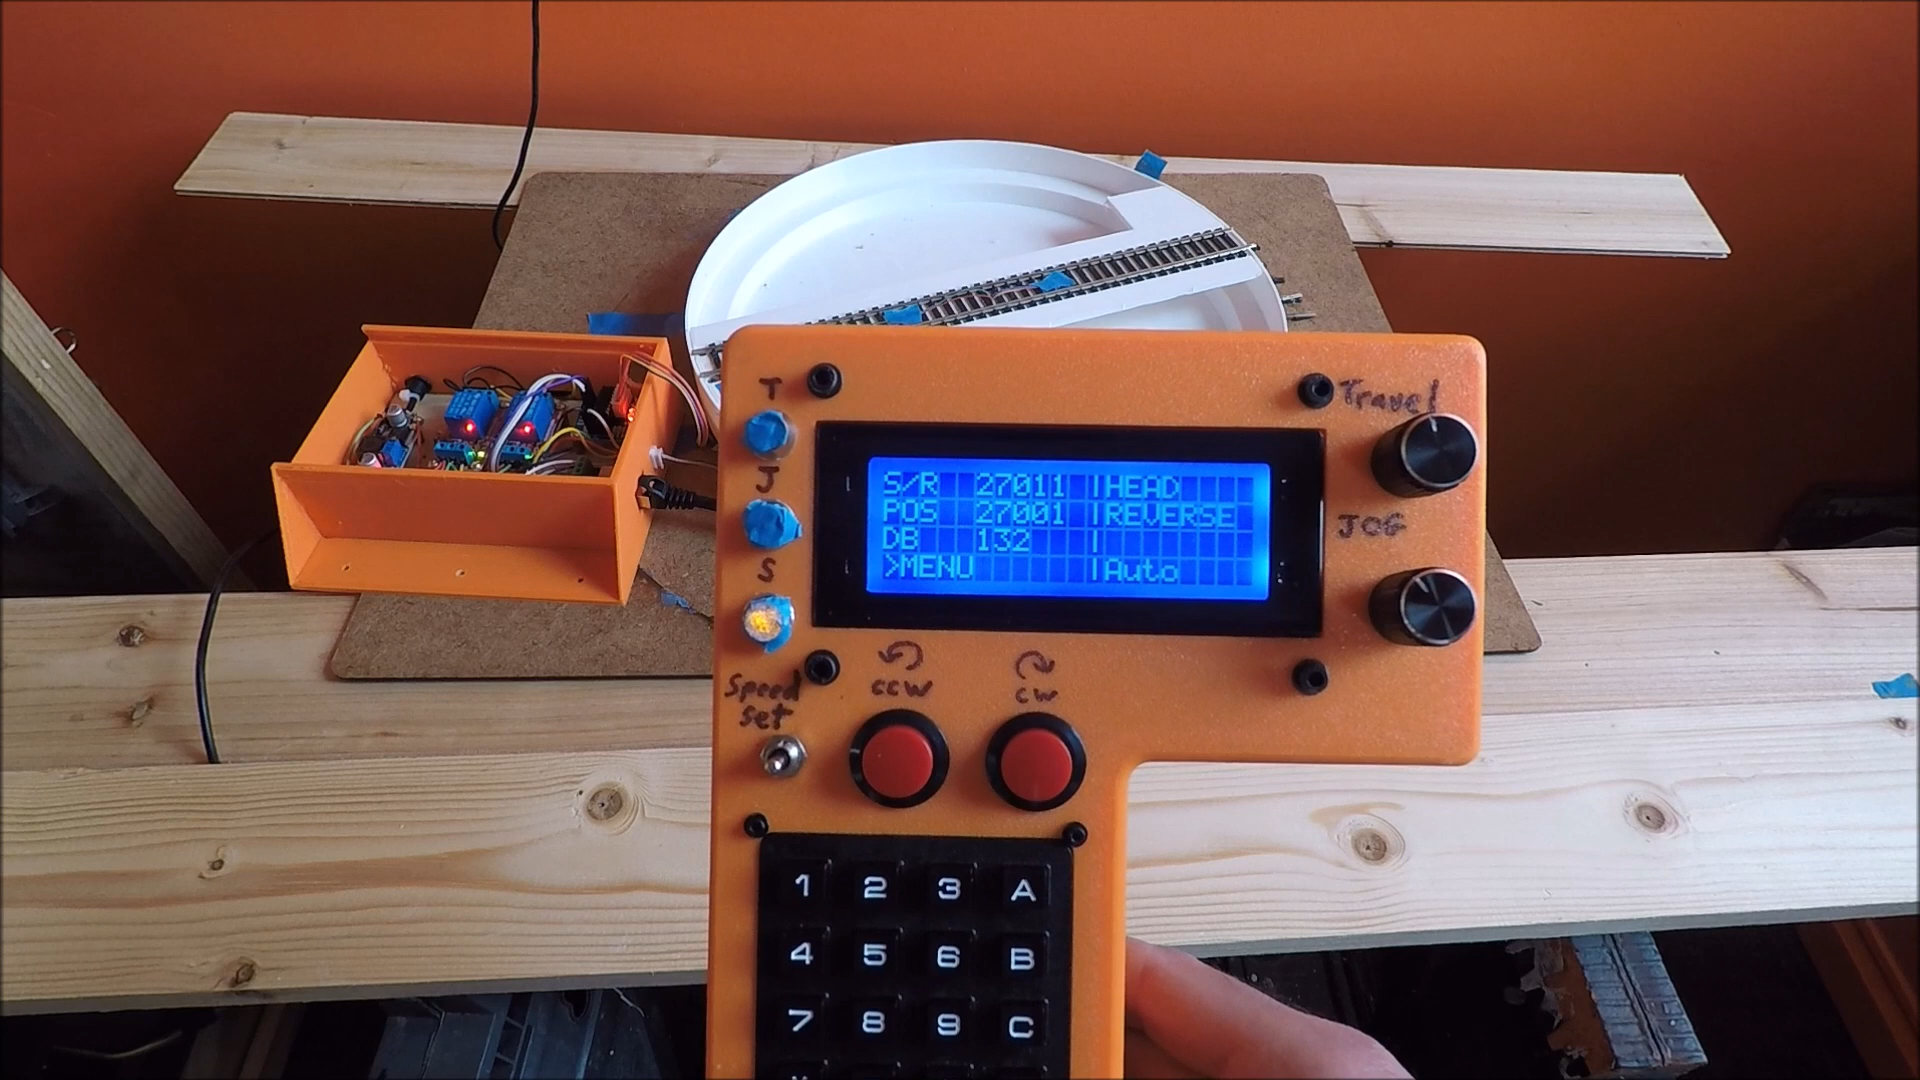 T
Travel
J
S/R 27011 |HEAD
POS 27001 |REVERSE
DB 132 |
>MENU |Auto
JOG
S
Speed
set
CCW
CW
1 2 3 A
4 5 6 B
7 8 9 C